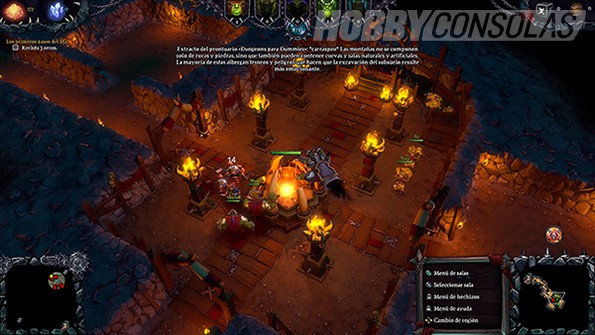 HOBBYCONSOLAS
Los primeros pasos del Mal
Recluta 3 orcos.
Extracto del prontuario «Dungeons para Dummies»: *carraspeo* Las montañas no se componen
solo de rocas y piedras, sino que también pueden contener cuevas y salas naturales y artificiales.
La mayoría de estas albergan tesoros y peligros que hacen que la excavación del subsuelo resulte
más emocionante.
14
Menú de salas
Seleccionar sala
Menú de hechizos
Menú de ayuda
Cambio de región